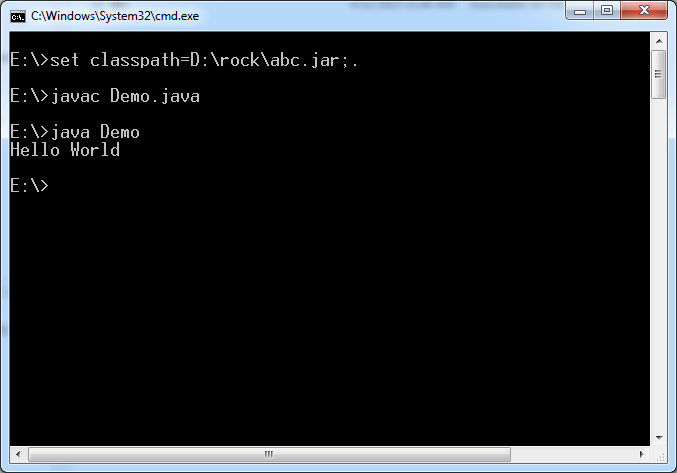 C:\Windows\System32\cmd.exe
E:\>set classpath=D:\rock\abc.jar;.
E:\>javac Demo.java
E:\>java Demo
Hello World
E:\>